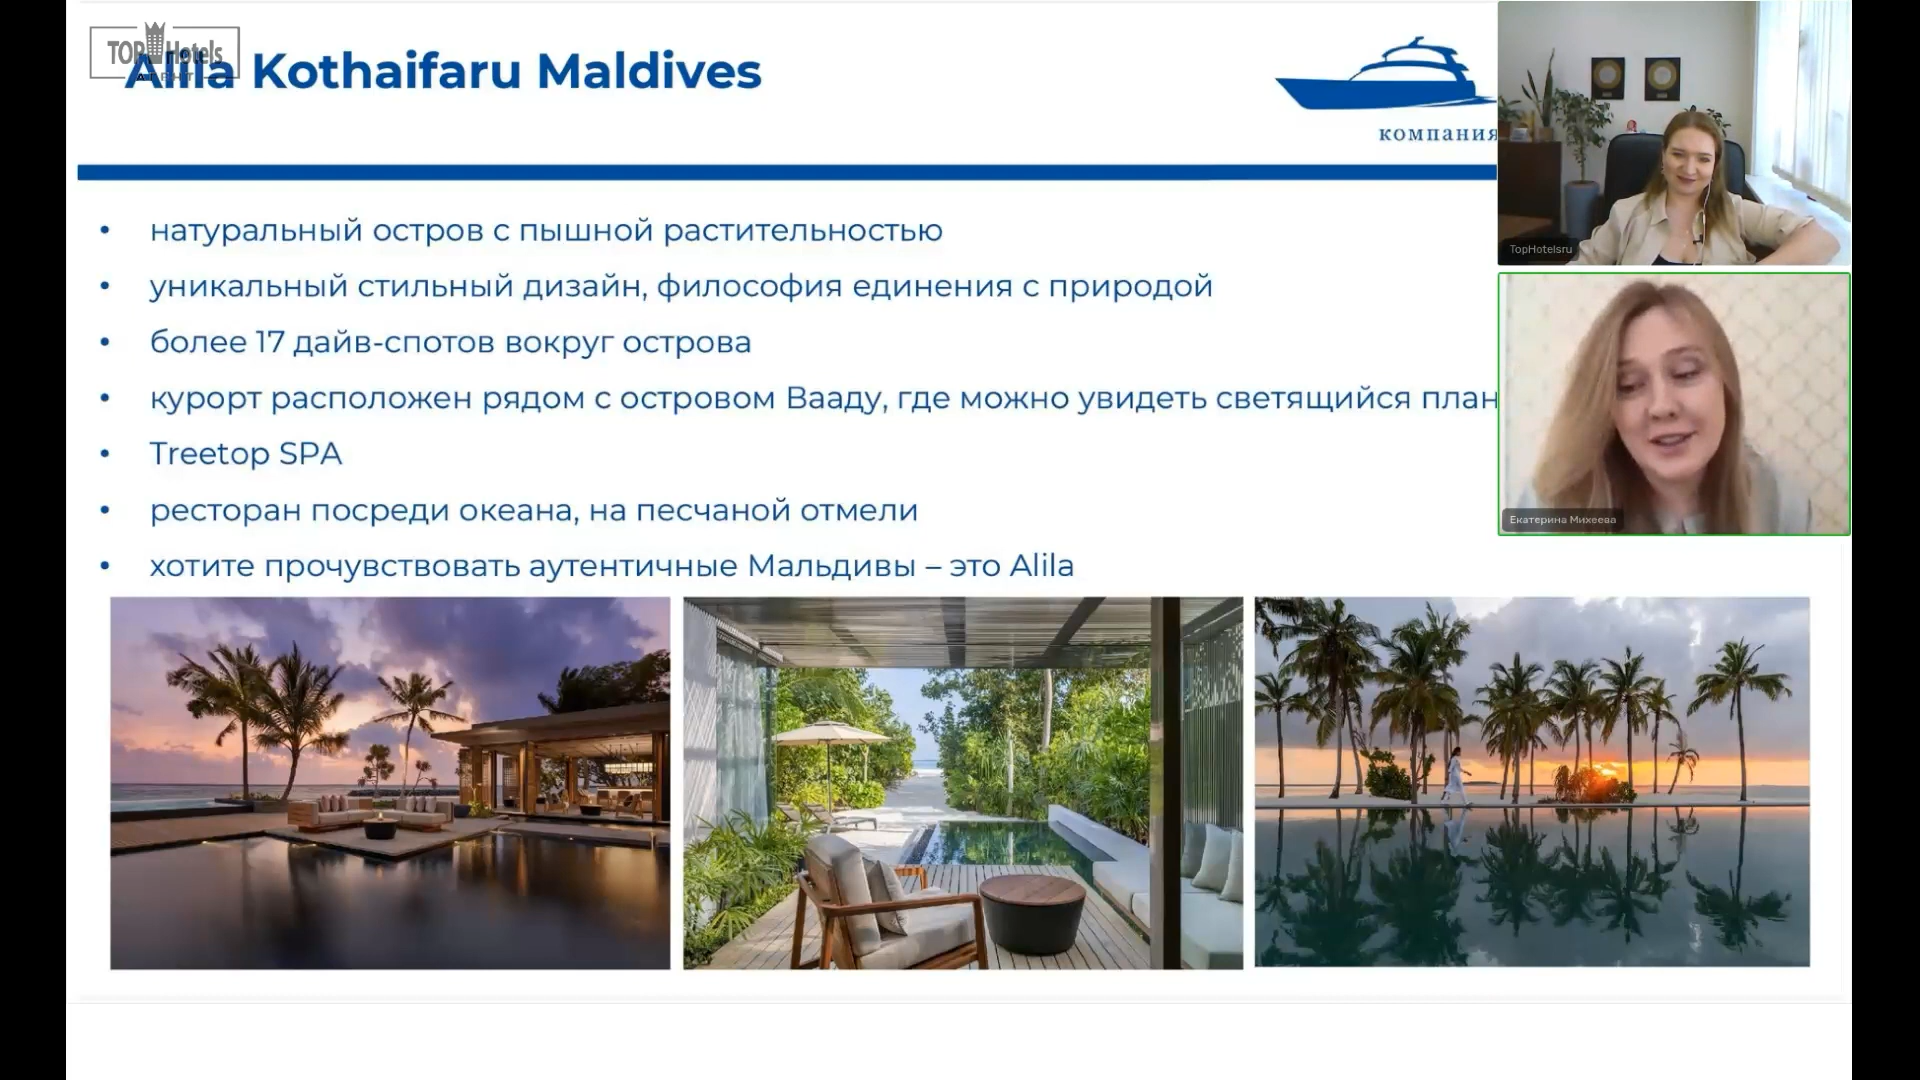 TOP Hotels
АГЕНТ
Alila Kothaifaru Maldives
компания
• натуральный остров с пышной растительностью
• уникальный стильный дизайн, философия единения с природой
• более 17 дайв-спотов вокруг острова
• курорт расположен рядом с островом Вааду, где можно увидеть светящийся план
• Treetop SPA
• ресторан посреди океана, на песчаной отмели
• хотите прочувствовать аутентичные Мальдивы – это Alila
TopHotelsru
Екатерина Михеева